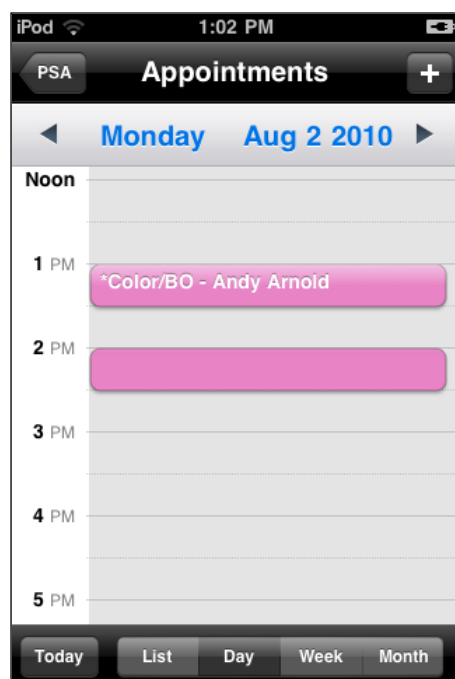 iPod 1:02 PM
PSA Appointments +
Monday Aug 2 2010
Noon
1 PM
*Color/BO - Andy Arnold
2 PM
3 PM
4 PM
5 PM
Today List Day Week Month